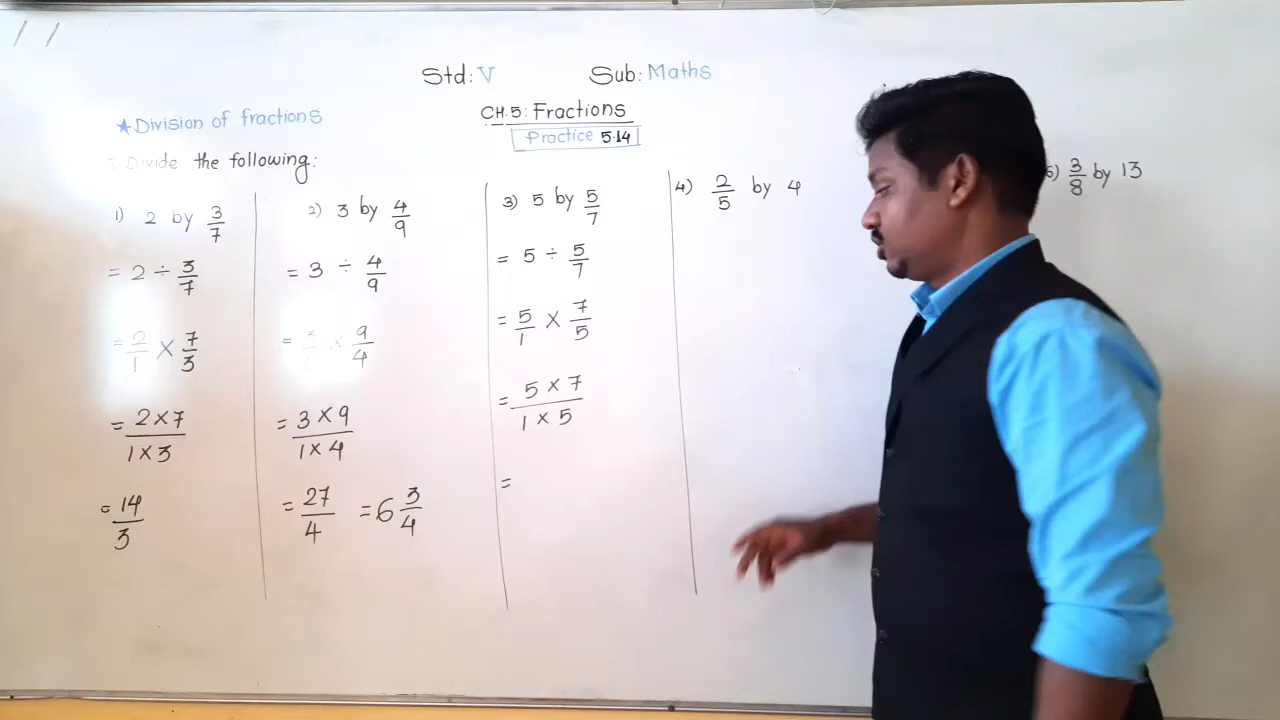 Std: V Sub: Maths
CH.5: Fractions
Practice 5.14
★Division of fractions
Divide the following:
1) 2 by 3/7
= 2 ÷ 3/7
= 2/1 × 7/3
= 2×7/1×3
= 14/3
2) 3 by 4/9
= 3 ÷ 4/9
= 3/1 × 9/4
= 3×9/1×4
= 27/4 = 6 3/4
3) 5 by 5/7
= 5 ÷ 5/7
= 5/1 × 7/5
= 5×7/1×5
=
4) 2/5 by 4
6) 3/8 by 13